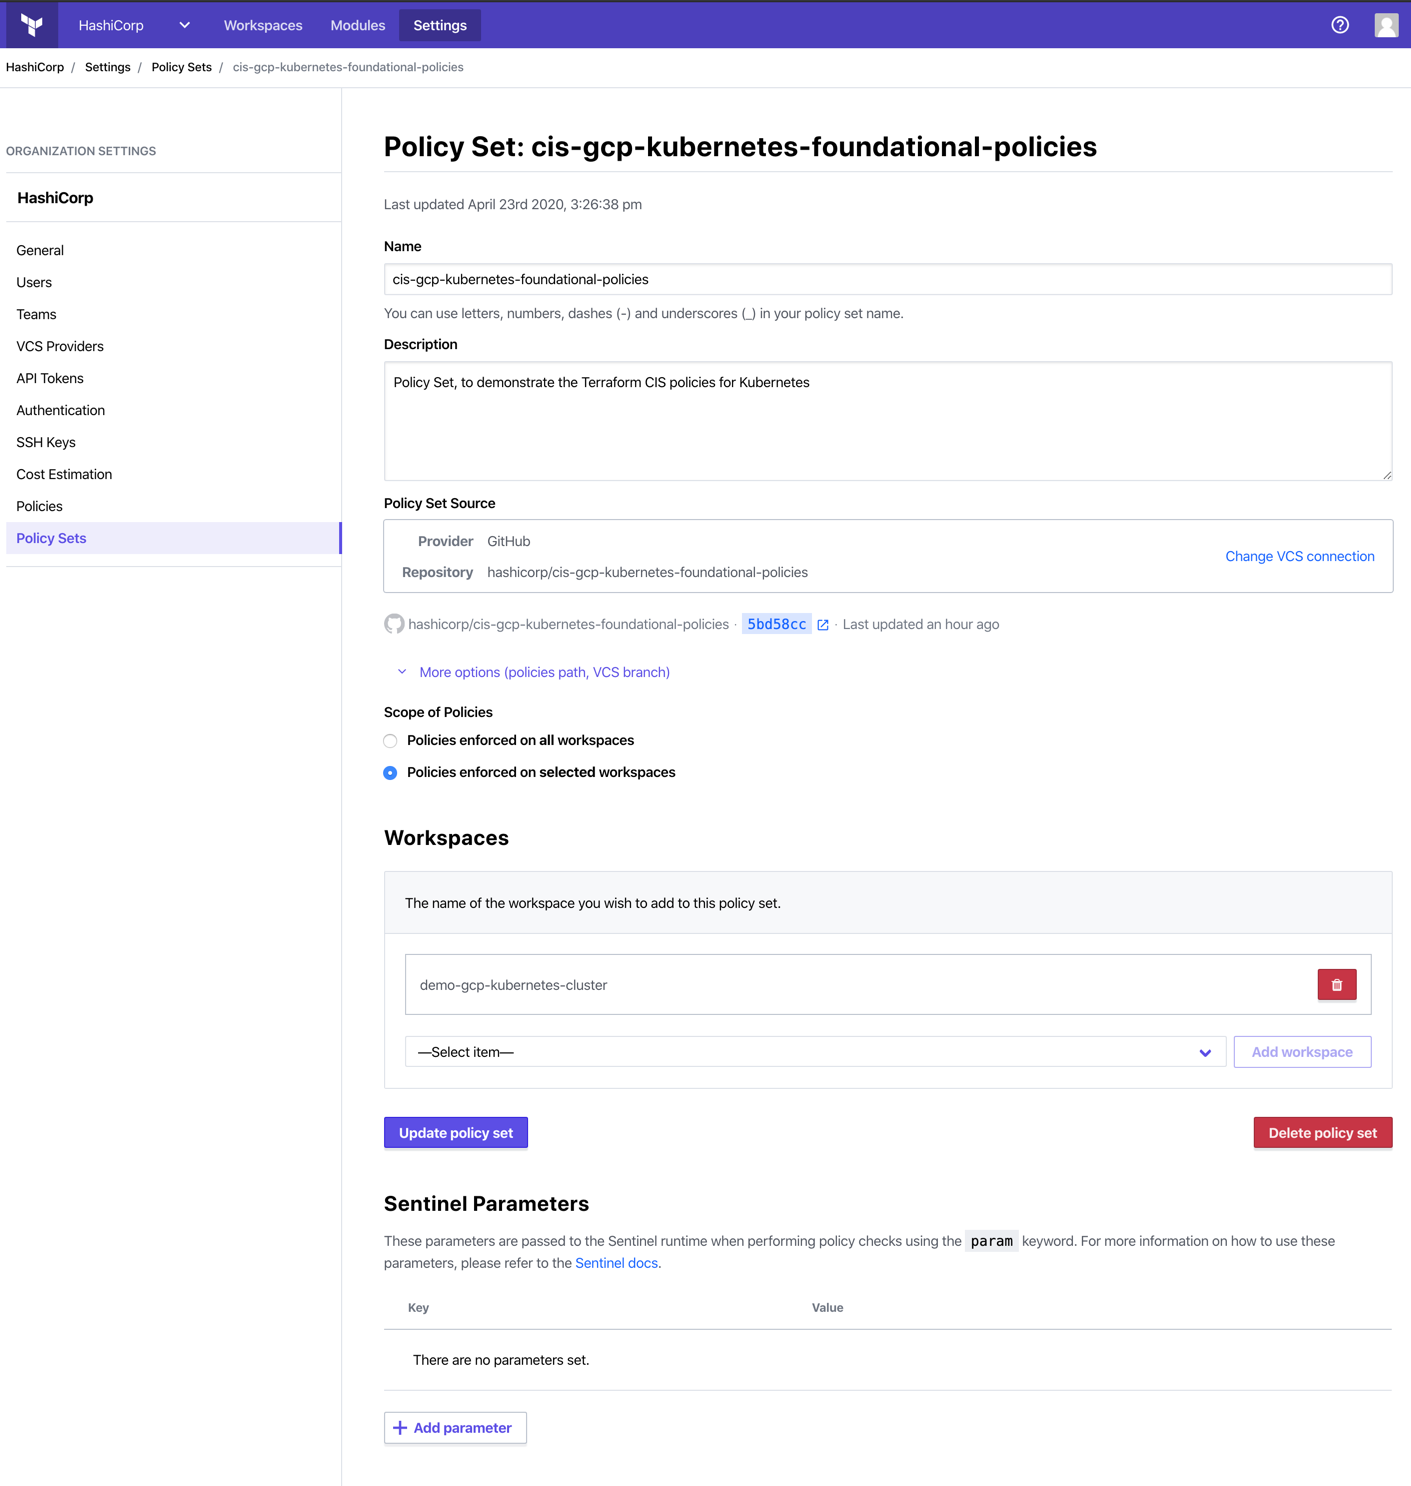 HashiCorp Workspaces Modules Settings
HashiCorp / Settings / Policy Sets / cis-gcp-kubernetes-foundational-policies
ORGANIZATION SETTINGS
HashiCorp
General
Users
Teams
VCS Providers
API Tokens
Authentication
SSH Keys
Cost Estimation
Policies
Policy Sets
Policy Set: cis-gcp-kubernetes-foundational-policies
Last updated April 23rd 2020, 3:26:38 pm
Name
cis-gcp-kubernetes-foundational-policies
You can use letters, numbers, dashes (-) and underscores (_) in your policy set name.
Description
Policy Set, to demonstrate the Terraform CIS policies for Kubernetes
Policy Set Source
Provider GitHub
Change VCS connection
Repository hashicorp/cis-gcp-kubernetes-foundational-policies
hashicorp/cis-gcp-kubernetes-foundational-policies · 5bd58cc · Last updated an hour ago
More options (policies path, VCS branch)
Scope of Policies
Policies enforced on all workspaces
Policies enforced on selected workspaces
Workspaces
The name of the workspace you wish to add to this policy set.
demo-gcp-kubernetes-cluster
—Select item— Add workspace
Update policy set Delete policy set
Sentinel Parameters
These parameters are passed to the Sentinel runtime when performing policy checks using the param keyword. For more information on how to use these
parameters, please refer to the Sentinel docs.
Key Value
There are no parameters set.
+ Add parameter